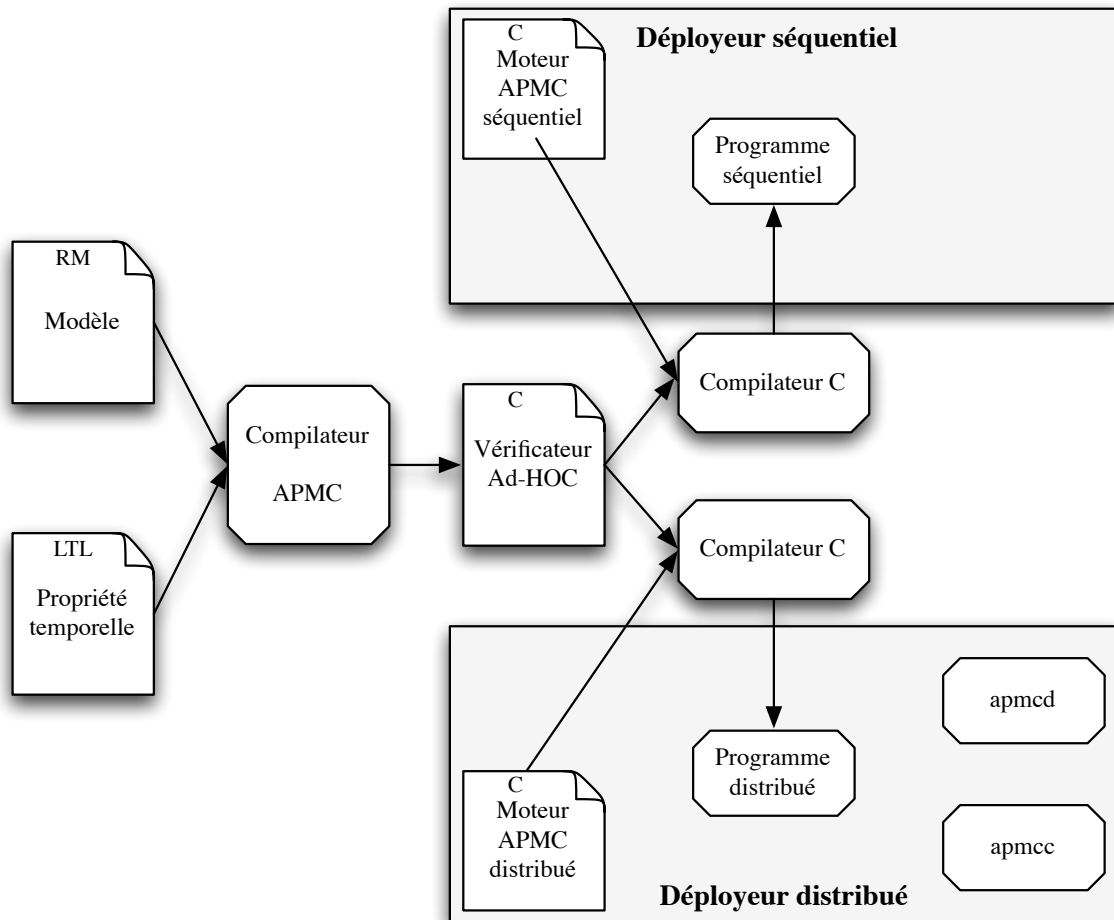 C
Moteur
APMC
séquentiel
Déployeur séquentiel
Programme
séquentiel
RM
Modèle
Compilateur C
Compilateur
APMC
C
Vérificateur
Ad-HOC
LTL
Propriété
temporelle
Compilateur C
apmcd
Programme
distribué
C
Moteur
APMC
distribué
apmcc
Déployeur distribué